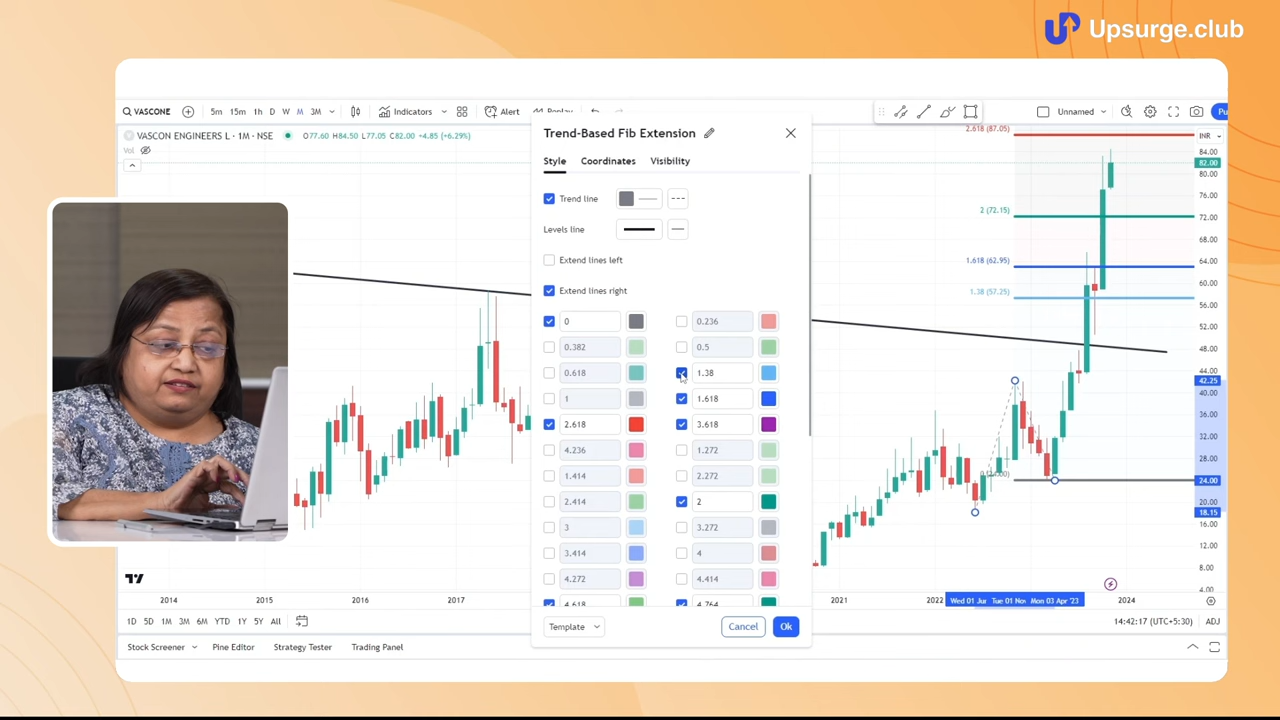 Upsurge.club
VASCONE 5m 15m 1h D W M 3M Indicators Alert Replay Unnamed
VASCON ENGINEERS L · 1M · NSE O77.60 H84.50 L77.05 C82.00 +4.85 (+6.29%)
Vol
Trend-Based Fib Extension
Style Coordinates Visibility
Trend line
Levels line
Extend lines left
Extend lines right
0 0.236
0.382 0.5
0.618 1.38
1 1.618
2.618 3.618
4.236 1.272
1.414 2.272
2.414 2
3 3.272
3.414 4
4.272 4.414
4.618 4.764
Template Cancel Ok
2.618 (87.05)
2 (72.15)
1.618 (62.95)
1.38 (57.25)
INR
84.00
82.00
80.00
76.00
72.00
68.00
64.00
60.00
56.00
52.00
48.00
44.00
42.25
40.00
36.00
32.00
28.00
24.00
20.00
18.15
16.00
12.00
8.00
4.00
2014 2015 2016 2017 2021 2022 Wed 01 Jun Tue 01 Nov Mon 03 Apr '23 2024
1D 5D 1M 3M 6M YTD 1Y 5Y All 14:42:17 (UTC+5:30) ADJ
Stock Screener Pine Editor Strategy Tester Trading Panel